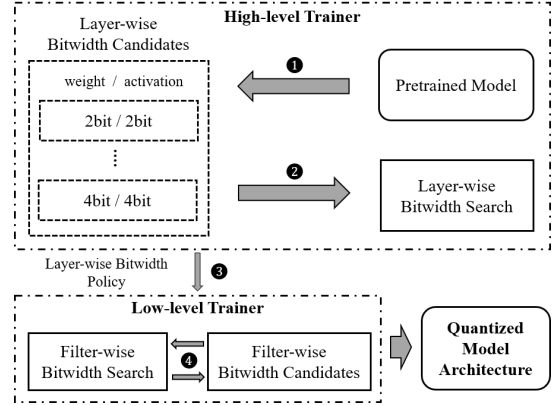 High-level Trainer
Layer-wise
Bitwidth Candidates
weight / activation
2bit / 2bit
4bit / 4bit
❶
Pretrained Model
❷
Layer-wise
Bitwidth Search
Layer-wise Bitwidth
Policy
❸
Low-level Trainer
Filter-wise
Bitwidth Search
❹
Filter-wise
Bitwidth Candidates
Quantized
Model
Architecture